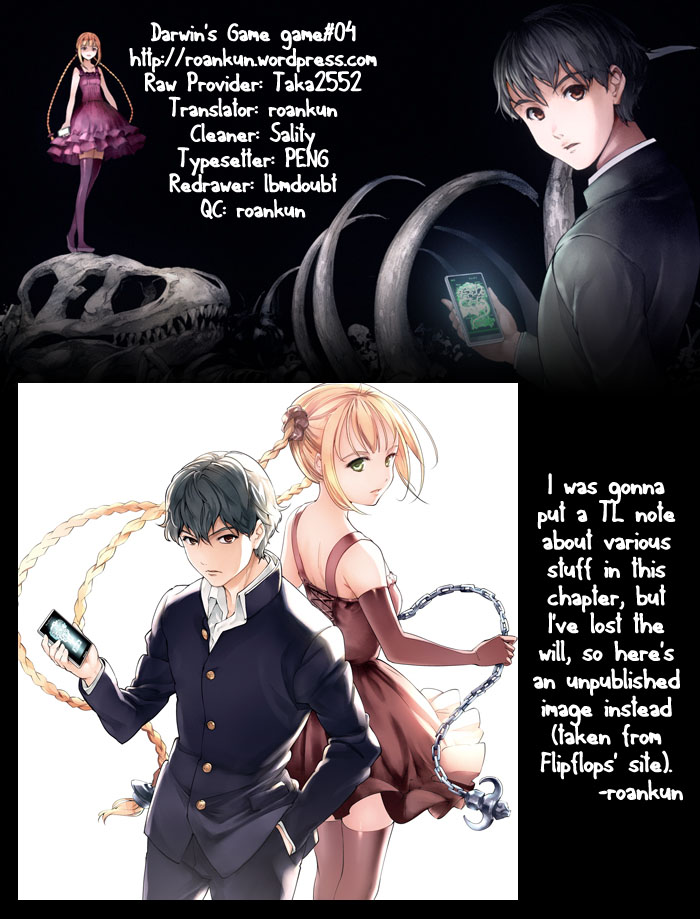 Darwin's Game game#04
http://roankun.wordpress.com
Raw Provider: Taka2552
Translator: roankun
Cleaner: Sality
Typesetter: PENG
Redrawer: lbmdoubt
QC: roankun
I was gonna
put a TL note
about various
stuff in this
chapter, but
I've lost the
will, so here's
an unpublished
image instead
(taken from
Flipflops' site).
-roankun